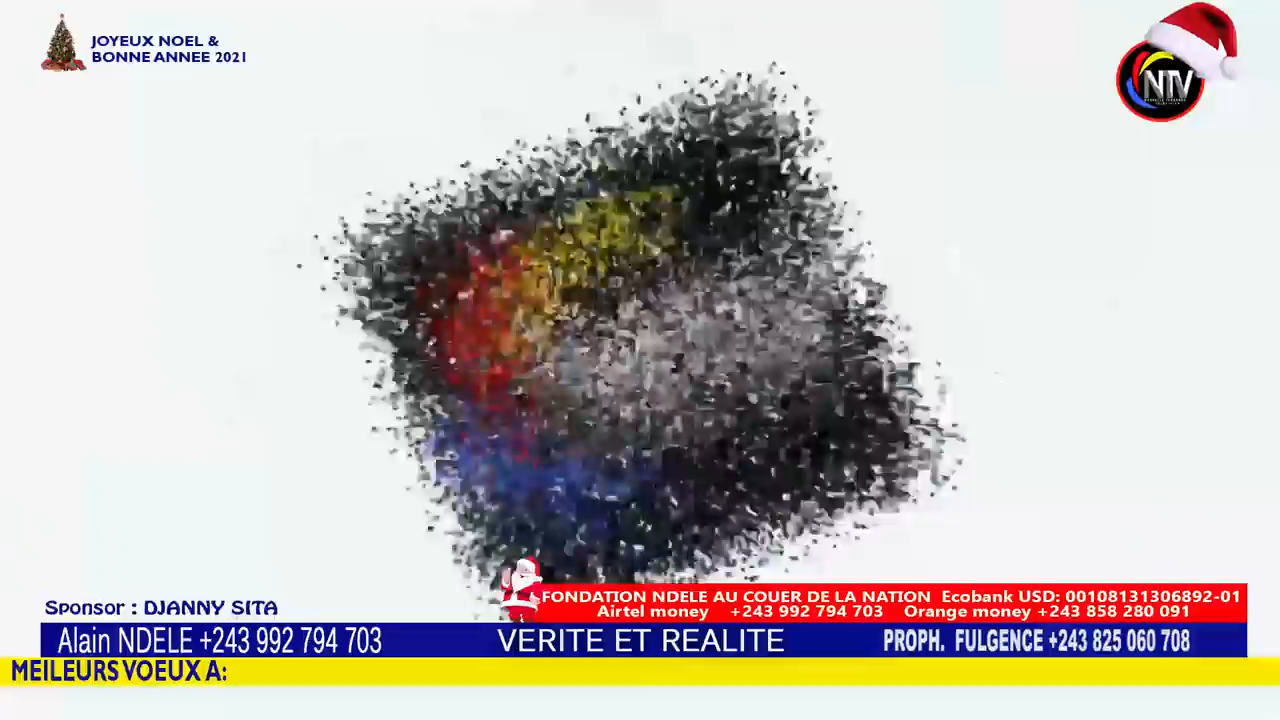 JOYEUX NOEL &
BONNE ANNEE 2021
NTV
FONDATION NDELE AU COUER DE LA NATION Ecobank USD: 00108131306892-01
Airtel money +243 992 794 703 Orange money +243 858 280 091
Sponsor : DJANNY SITA
Alain NDELE +243 992 794 703
VERITE ET REALITE
PROPH. FULGENCE +243 825 060 708
MEILEURS VOEUX A: